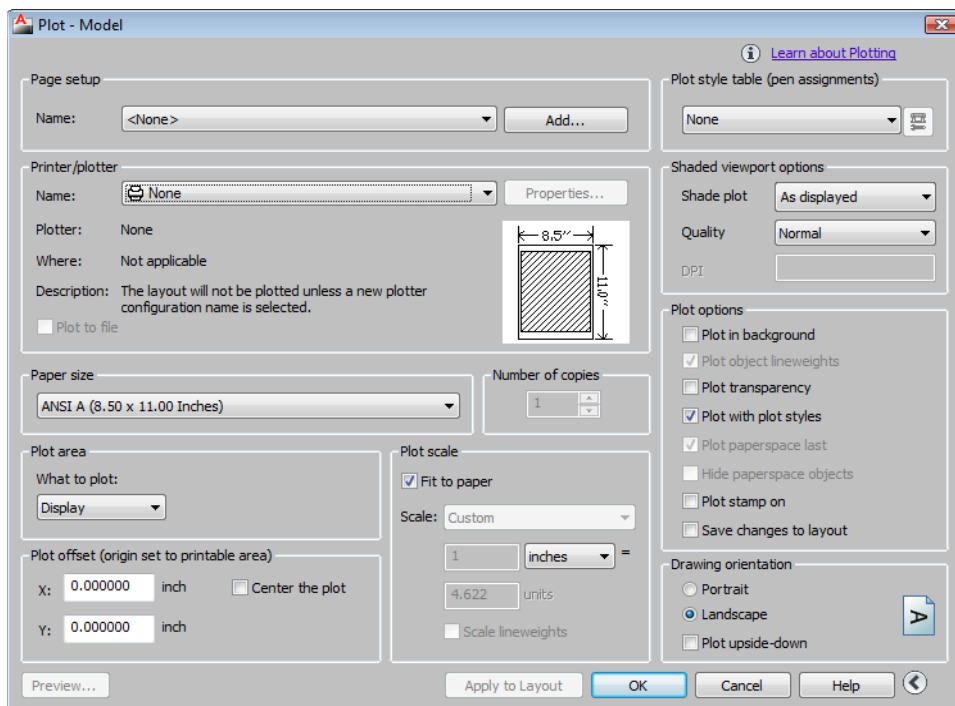 Plot - Model
Learn about Plotting
Page setup
Name: <None> Add...
Plot style table (pen assignments)
None
Printer/plotter
Name: None Properties...
Plotter: None
Where: Not applicable
Description: The layout will not be plotted unless a new plotter
configuration name is selected.
Plot to file
8.5″
11.0″
Shaded viewport options
Shade plot As displayed
Quality Normal
DPI
Paper size
ANSI A (8.50 x 11.00 Inches)
Number of copies
1
Plot options
Plot in background
Plot object lineweights
Plot transparency
Plot with plot styles
Plot paperspace last
Hide paperspace objects
Plot stamp on
Save changes to layout
Plot area
What to plot:
Display
Plot scale
Fit to paper
Scale: Custom
1 inches =
4.622 units
Scale lineweights
Plot offset (origin set to printable area)
X: 0.000000 inch Center the plot
Y: 0.000000 inch
Drawing orientation
Portrait
Landscape
Plot upside-down
A
Preview... Apply to Layout OK Cancel Help